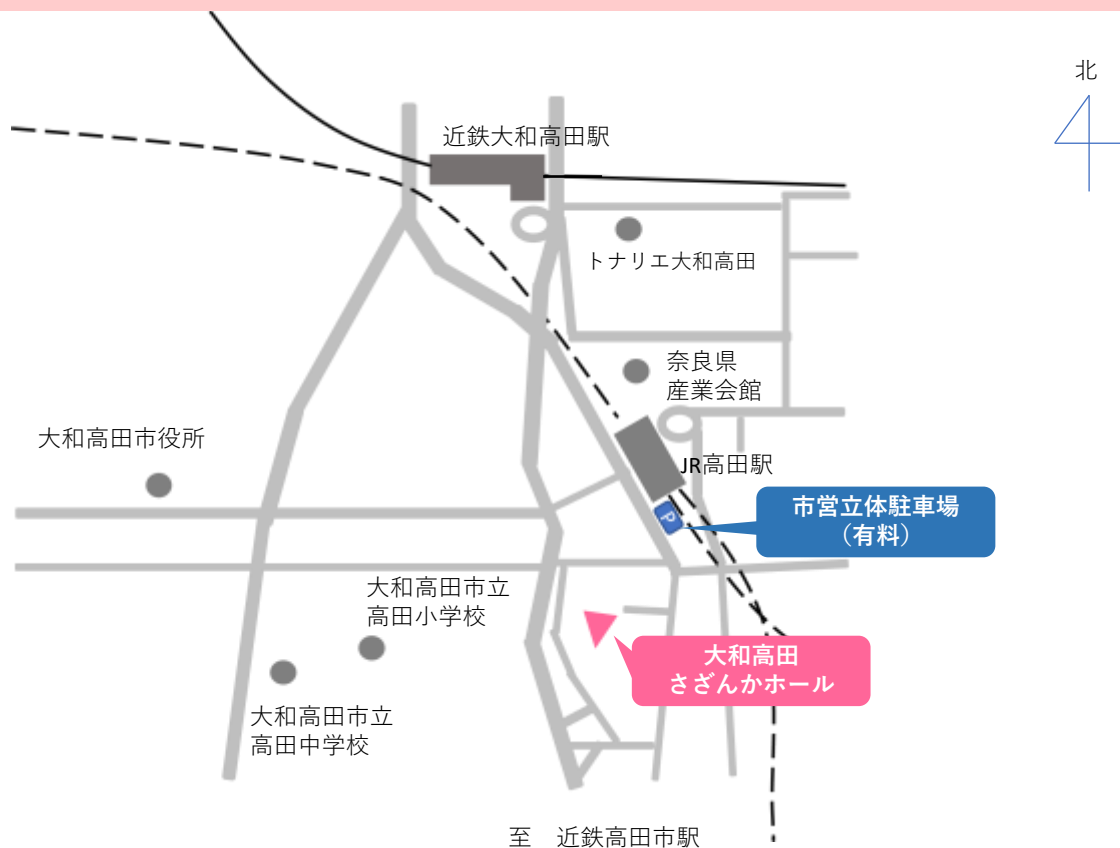 北
近鉄大和高田駅
トナリエ大和高田
奈良県
産業会館
大和高田市役所
JR高田駅
P
市営立体駐車場
（有料）
大和高田市立
高田小学校
大和高田
さざんかホール
大和高田市立
高田中学校
至　近鉄高田市駅